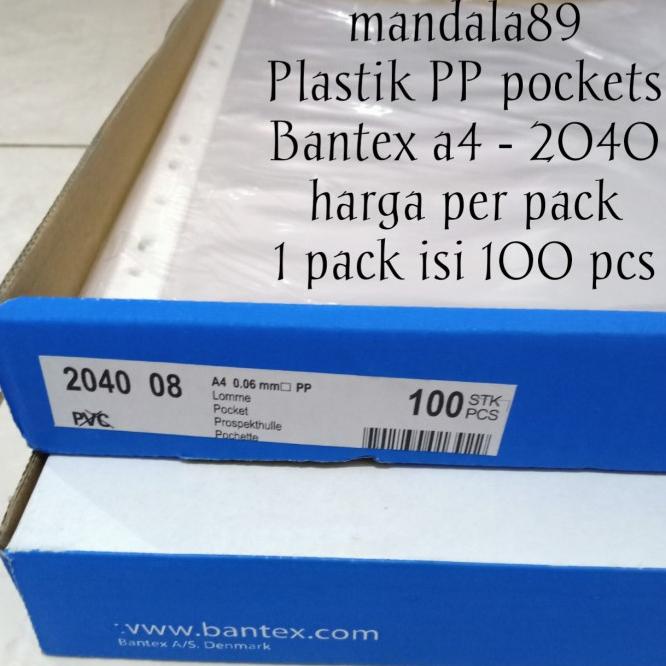 mandala89
Plastik PP pockets
Bantex a4 - 2040
harga per pack
1 pack isi 100 pcs
2040 08
A4 0.06 mm□ PP
Lomme
Pocket
Prospekthulle
Pochette
PVC
100 STK
PCS
www.bantex.com
Bantex A/S. Denmark